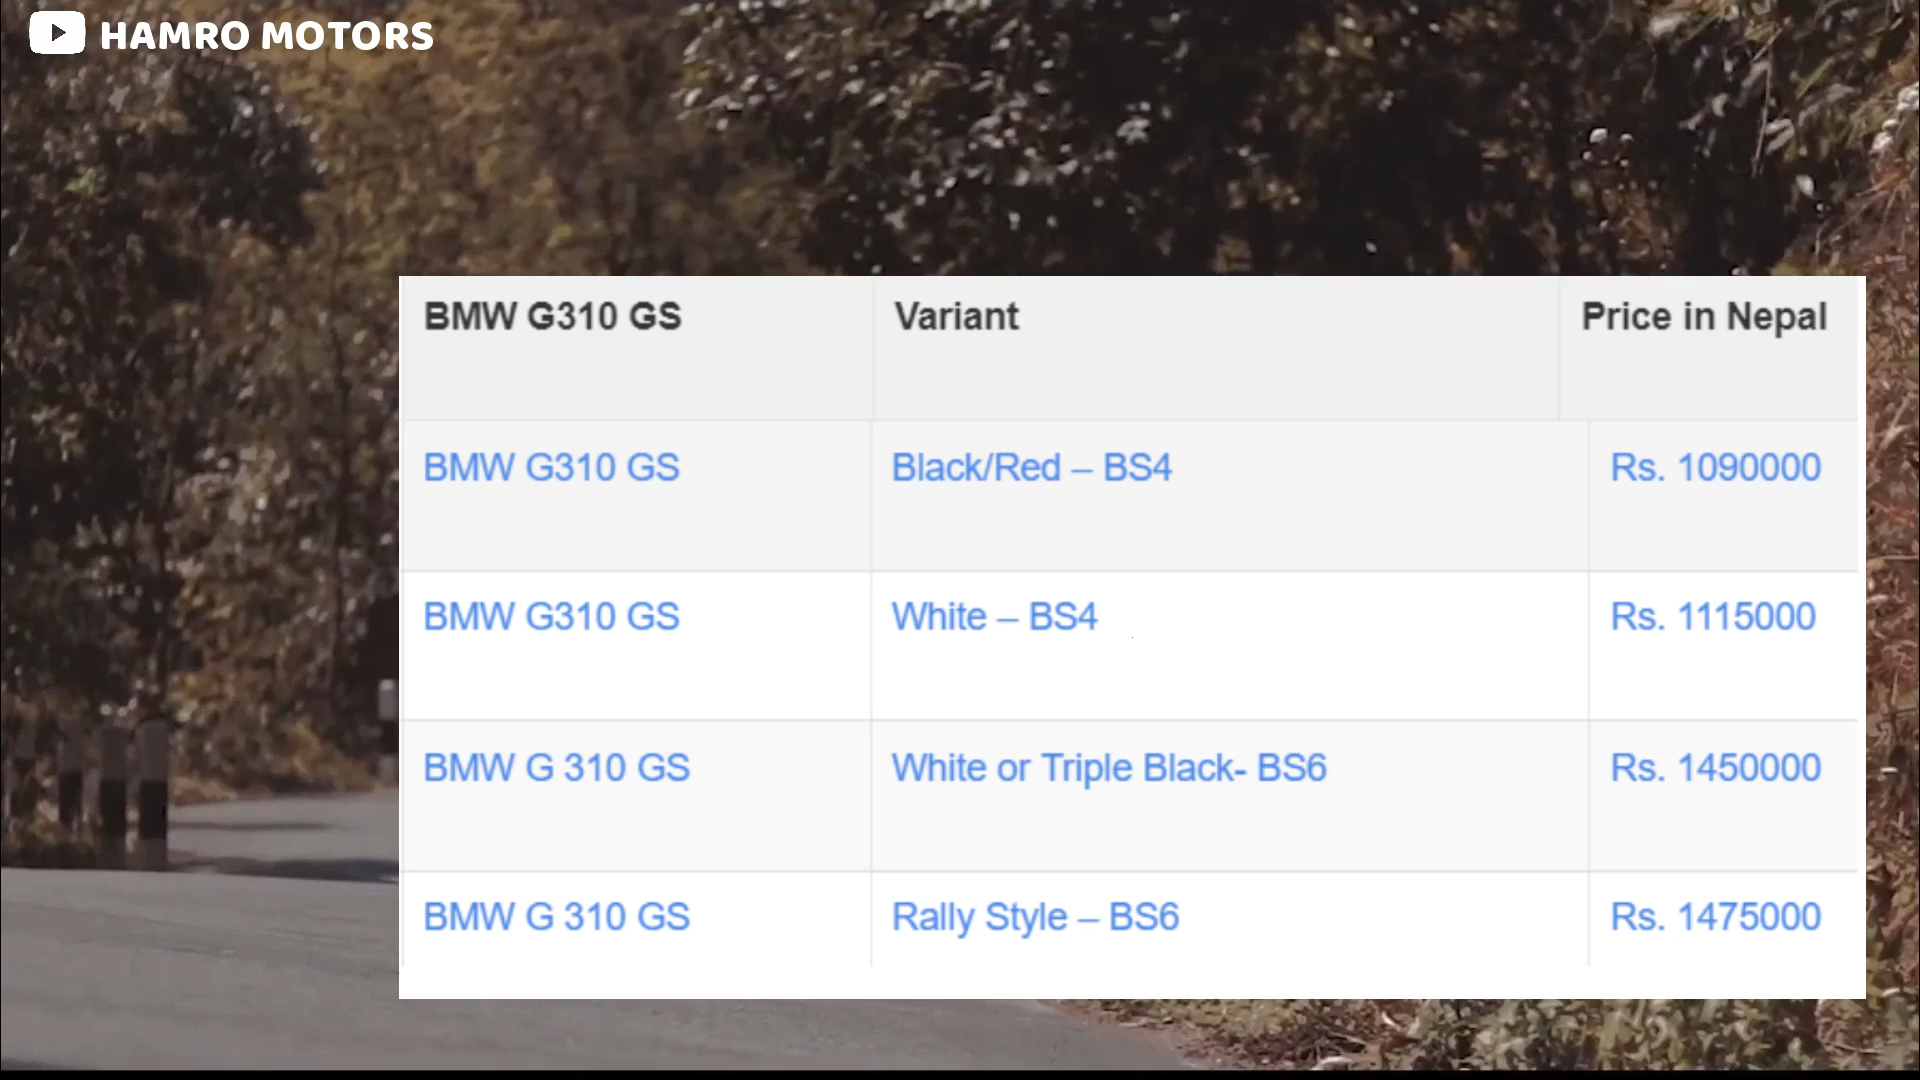 HAMRO MOTORS
BMW G310 GS Variant Price in Nepal
BMW G310 GS Black/Red – BS4 Rs. 1090000
BMW G310 GS White – BS4 Rs. 1115000
BMW G 310 GS White or Triple Black- BS6 Rs. 1450000
BMW G 310 GS Rally Style – BS6 Rs. 1475000